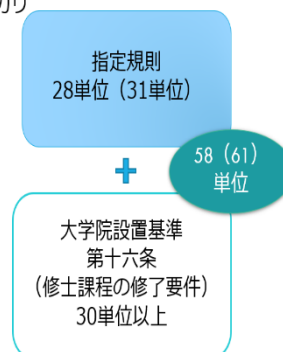 指定規則
28単位（31単位）
58（61）
単位
大学院設置基準
第十六条
（修士課程の修了要件）
30単位以上